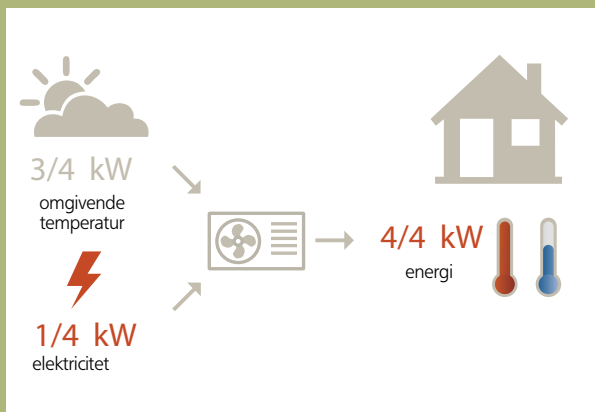 3/4 kW
omgivende
temperatur
1/4 kW
elektricitet
4/4 kW
energi